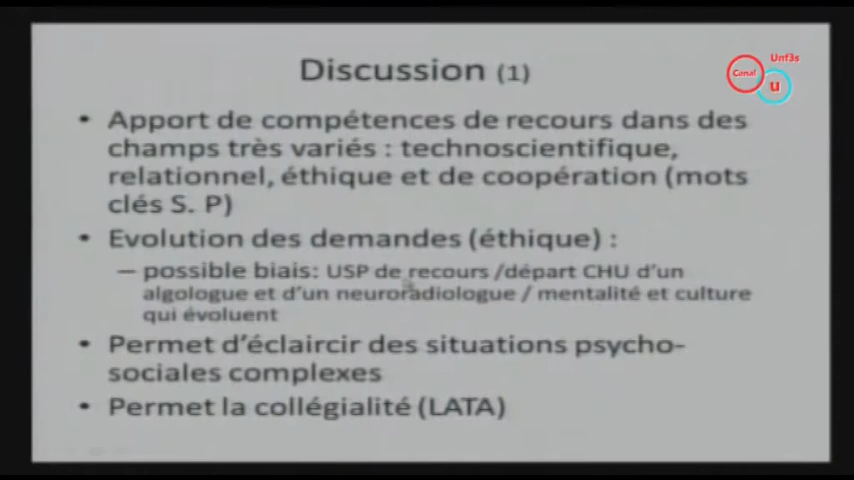 Discussion (1)
Unf3s
Canal
u
• Apport de compétences de recours dans des
champs très variés : technoscientifique,
relationnel, éthique et de coopération (mots
clés S. P)
• Evolution des demandes (éthique) :
– possible biais: USP de recours /départ CHU d'un
algologue et d'un neuroradiologue / mentalité et culture
qui évoluent
• Permet d'éclaircir des situations psycho-
sociales complexes
• Permet la collégialité (LATA)